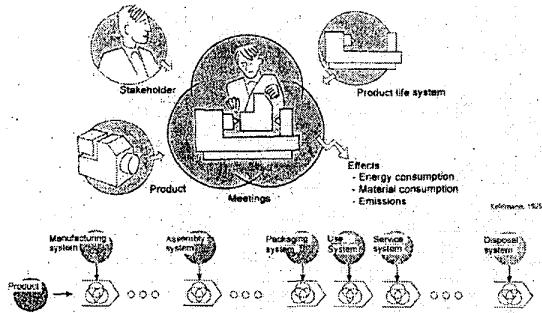 Stakeholder
Product life system
Product
Meetings
Effects
- Energy consumption
- Material consumption
- Emissions
Manufacturing
system
Assembly
system
Packaging
system
Use
System
Service
system
Disposal
system
Product